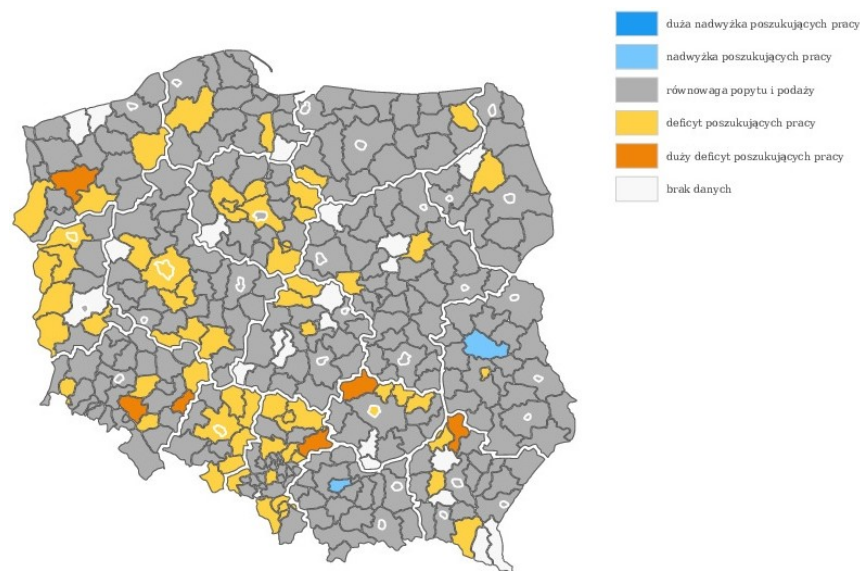 duża nadwyżka poszukujących pracy
nadwyżka poszukujących pracy
równowaga popytu i podaży
deficyt poszukujących pracy
duży deficyt poszukujących pracy
brak danych